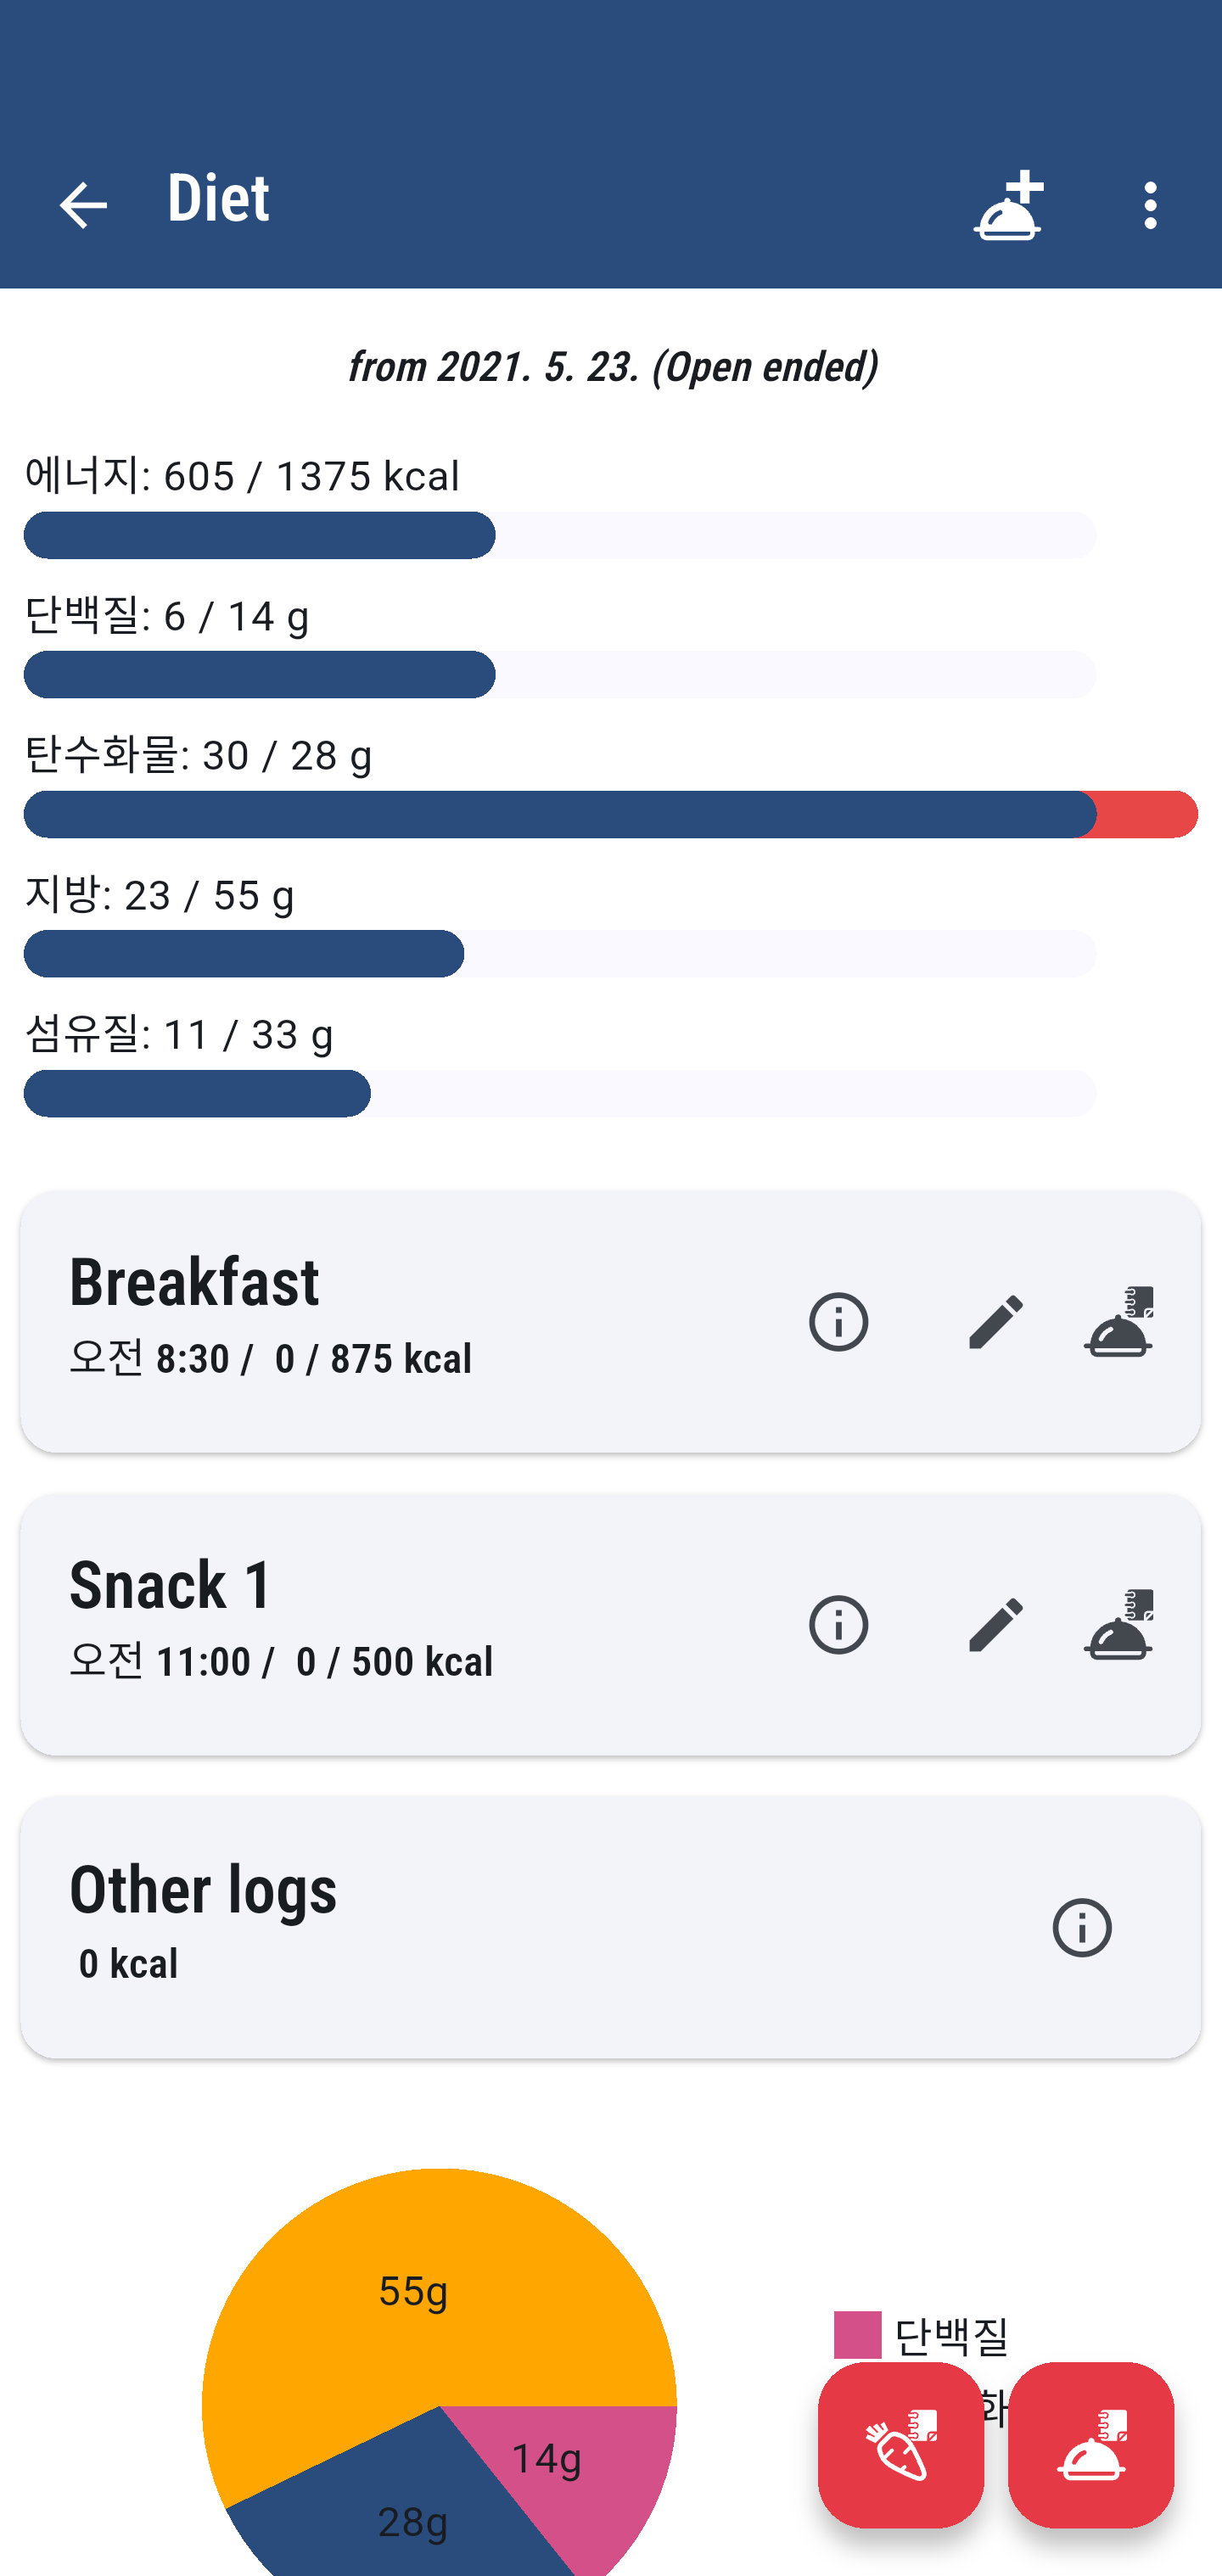 Diet
from 2021. 5. 23. (Open ended)
에너지: 605 / 1375 kcal
단백질: 6 / 14 g
탄수화물: 30 / 28 g
지방: 23 / 55 g
섬유질: 11 / 33 g
Breakfast
오전 8:30 /  0 / 875 kcal
Snack 1
오전 11:00 /  0 / 500 kcal
Other logs
0 kcal
55g
단백질
화
14g
28g